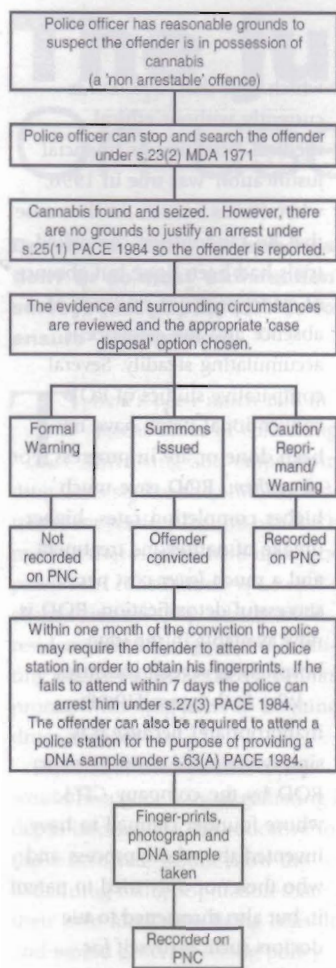 Police officer has reasonable grounds to
suspect the offender is in possession of
cannabis
(a 'non arrestable' offence)
Police officer can stop and search the offender
under s.23(2) MDA 1971
Cannabis found and seized. However, there
are no grounds to justify an arrest under
s.25(1) PACE 1984 so the offender is reported.
The evidence and surrounding circumstances
are reviewed and the appropriate 'case
disposal' option chosen.
Formal
Warning
Summons
Issued
Caution/
Repri-
mand/
Warning
Not
recorded
on PNC
Offender
convicted
Recorded
on PNC
Within one month of the conviction the police
may require the offender to attend a police
station in order to obtain his fingerprints. If he
fails to attend within 7 days the police can
arrest him under s.27(3) PACE 1984.
The offender can also be required to attend a
police station for the purpose of providing a
DNA sample under s.63(A) PACE 1984.
Finger-prints,
photograph and
DNA sample
taken
Recorded on
PNC